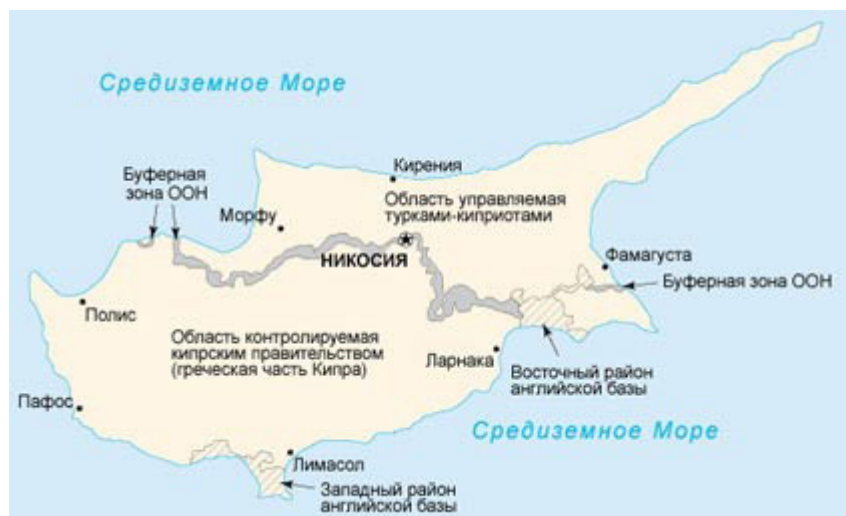 Средиземное Море
Кирения
Буферная
зона ООН
Область управляемая
турками-киприотами
Морфу
НИКОСИЯ
Фамагуста
Буферная зона ООН
Полис
Область контролируемая
кипрским правительством
(греческая часть Кипра)
Ларнака
Восточный район
английской базы
Пафос
Средиземное Море
Лимасол
Западный район
английской базы